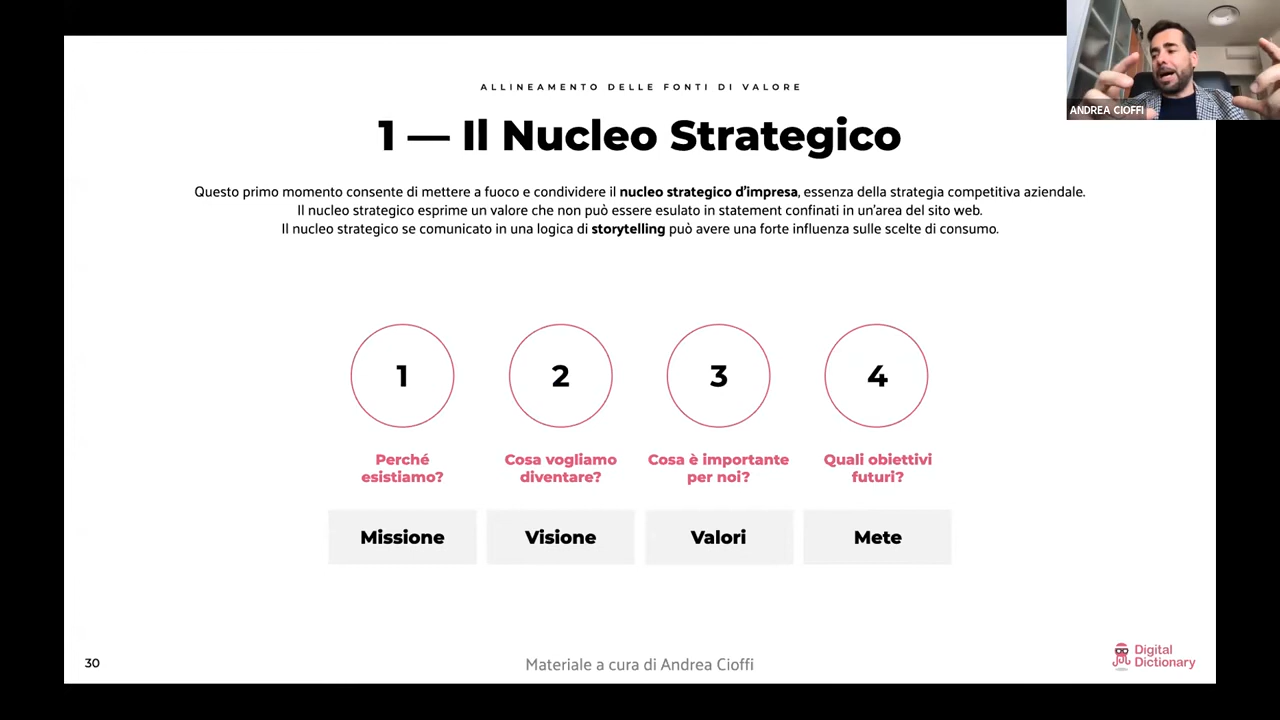 ALLINEAMENTO DELLE FONTI DI VALORE
1 — Il Nucleo Strategico
Questo primo momento consente di mettere a fuoco e condividere il nucleo strategico d'impresa, essenza della strategia competitiva aziendale.
Il nucleo strategico esprime un valore che non può essere esulato in statement confinati in un'area del sito web.
Il nucleo strategico se comunicato in una logica di storytelling può avere una forte influenza sulle scelte di consumo.
ANDREA CIOFFI
1
2
3
4
Perché
esistiamo?
Cosa vogliamo
diventare?
Cosa è importante
per noi?
Quali obiettivi
futuri?
Missione
Visione
Valori
Mete
30
Materiale a cura di Andrea Cioffi
Digital
Dictionary